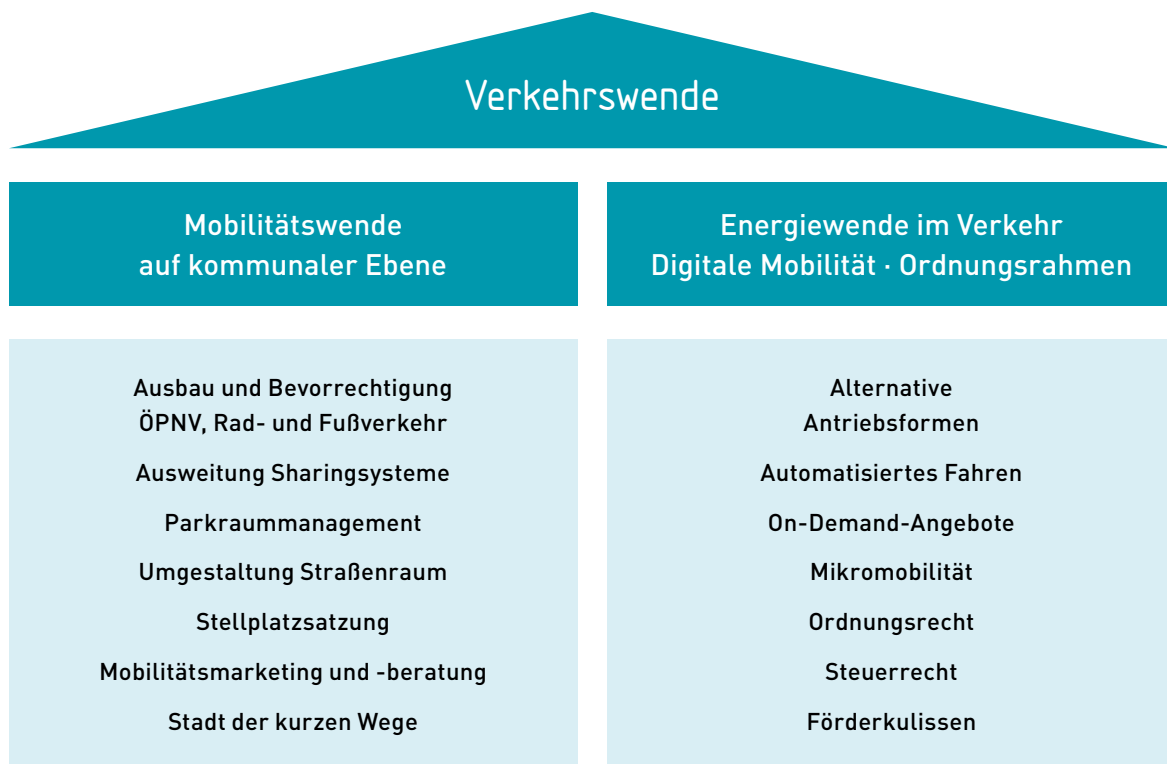 Verkehrswende
Mobilitätswende
auf kommunaler Ebene
Ausbau und Bevorrechtigung
ÖPNV, Rad- und Fußverkehr
Ausweitung Sharingsysteme
Parkraummanagement
Umgestaltung Straßenraum
Stellplatzsatzung
Mobilitätsmarketing und -beratung
Stadt der kurzen Wege
Energiewende im Verkehr
Digitale Mobilität · Ordnungsrahmen
Alternative
Antriebsformen
Automatisiertes Fahren
On-Demand-Angebote
Mikromobilität
Ordnungsrecht
Steuerrecht
Förderkulissen